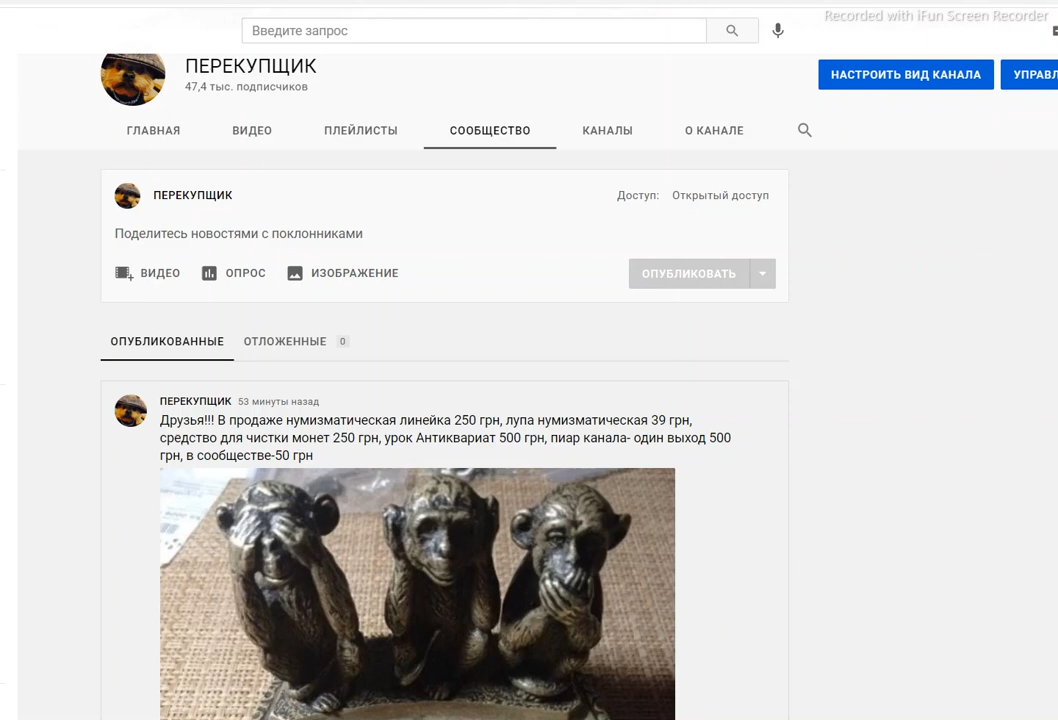 Recorded with iFun Screen Recorder
Введите запрос
ПЕРЕКУПЩИК
47,4 тыс. подписчиков
НАСТРОИТЬ ВИД КАНАЛА
УПРАВЛ
ГЛАВНАЯ ВИДЕО ПЛЕЙЛИСТЫ СООБЩЕСТВО КАНАЛЫ О КАНАЛЕ
ПЕРЕКУПЩИК
Доступ: Открытый доступ
Поделитесь новостями с поклонниками
ВИДЕО ОПРОС ИЗОБРАЖЕНИЕ
ОПУБЛИКОВАТЬ
ОПУБЛИКОВАННЫЕ ОТЛОЖЕННЫЕ 0
ПЕРЕКУПЩИК 53 минуты назад
Друзья!!! В продаже нумизматическая линейка 250 грн, лупа нумизматическая 39 грн,
средство для чистки монет 250 грн, урок Антиквариат 500 грн, пиар канала- один выход 500
грн, в сообществе-50 грн